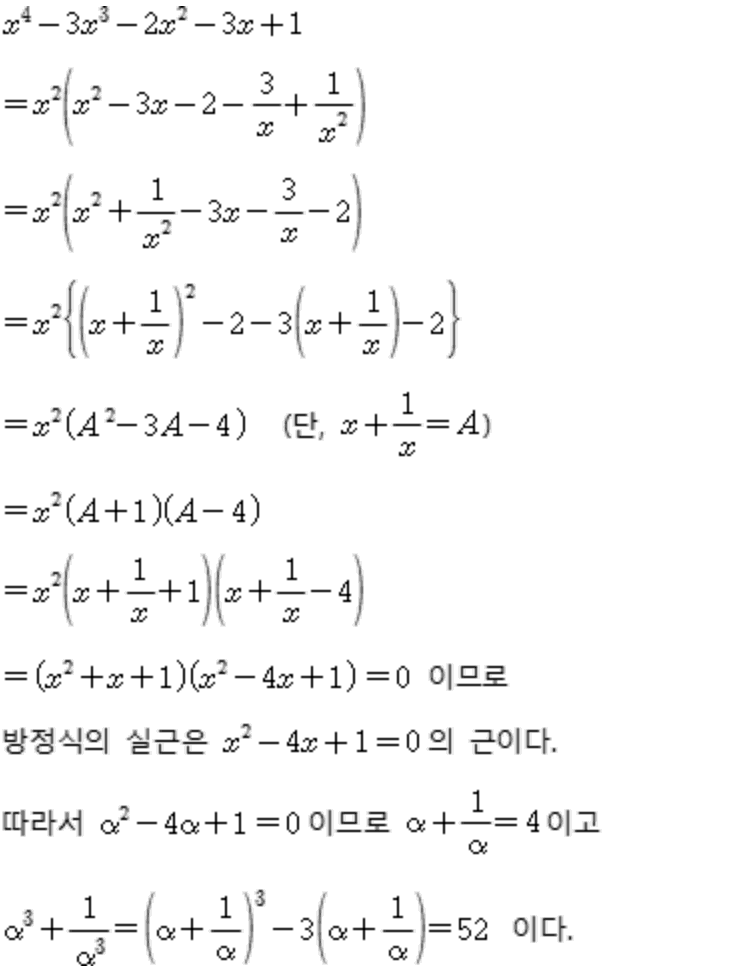 x⁴−3x³−2x²−3x+1
=x²(x²−3x−2−3/x+1/x²)
=x²(x²+1/x²−3x−3/x−2)
=x²{(x+1/x)²−2−3(x+1/x)−2}
=x²(A²−3A−4) (단, x+1/x=A)
=x²(A+1)(A−4)
=x²(x+1/x+1)(x+1/x−4)
=(x²+x+1)(x²−4x+1)=0 이므로
방정식의 실근은 x²−4x+1=0의 근이다.
따라서 α²−4α+1=0이므로 α+1/α=4이고
α³+1/α³=(α+1/α)³−3(α+1/α)=52 이다.